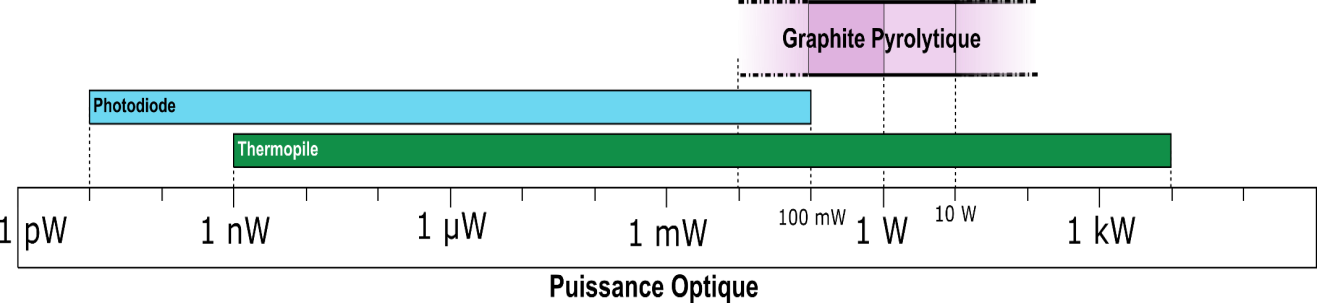 Graphite Pyrolytique
Photodiode
Thermopile
1 pW 1 nW 1 µW 1 mW 100 mW 1 W 10 W 1 kW
Puissance Optique